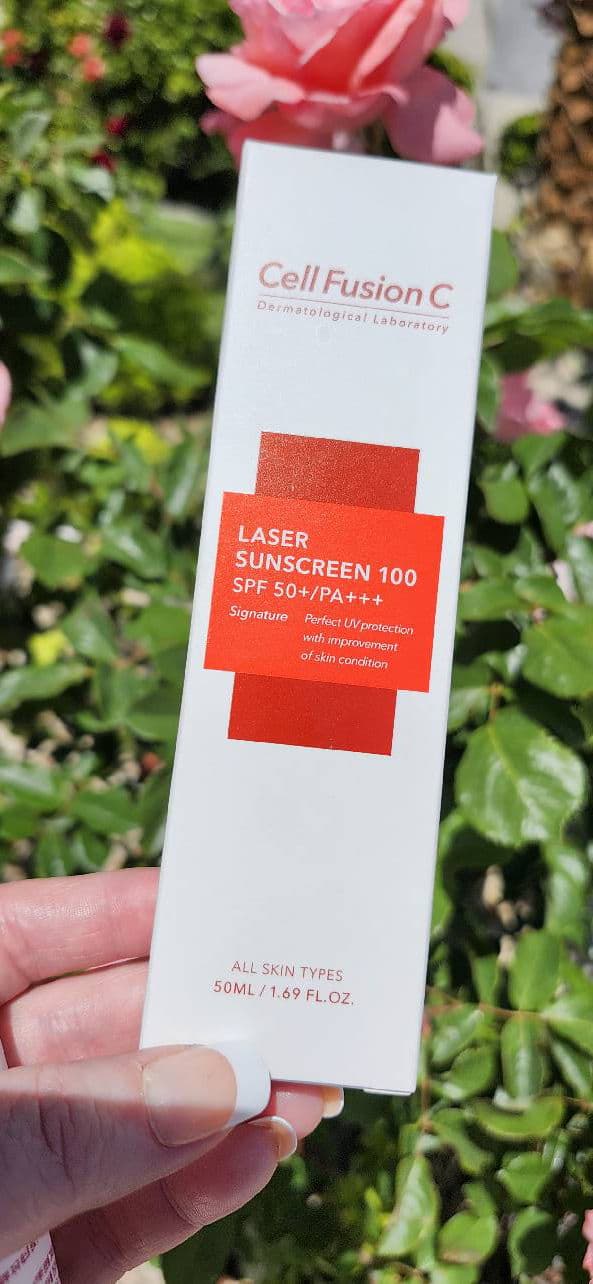 Cell Fusion C
Dermatological Laboratory
LASER
SUNSCREEN 100
SPF 50+/PA+++
Signature
Perfect UV protection
with improvement
of skin condition
ALL SKIN TYPES
50ML / 1.69 FL.OZ.